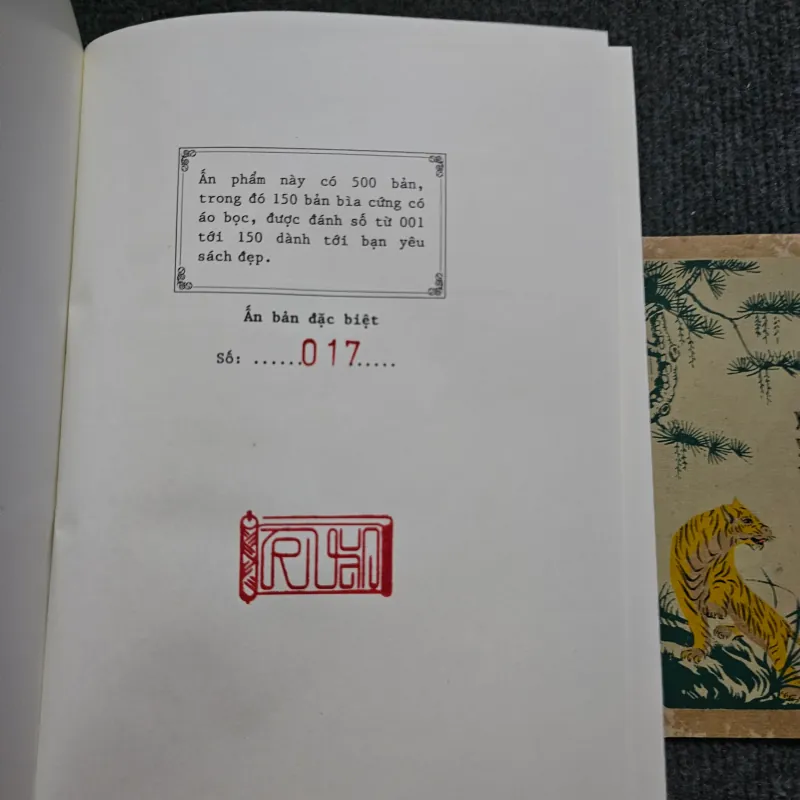 Ấn phẩm này có 500 bản,
trong đó 150 bản bìa cứng có
áo bọc, được đánh số từ 001
tới 150 dành tới bạn yêu
sách đẹp.
Ấn bản đặc biệt
Số: ......017.....